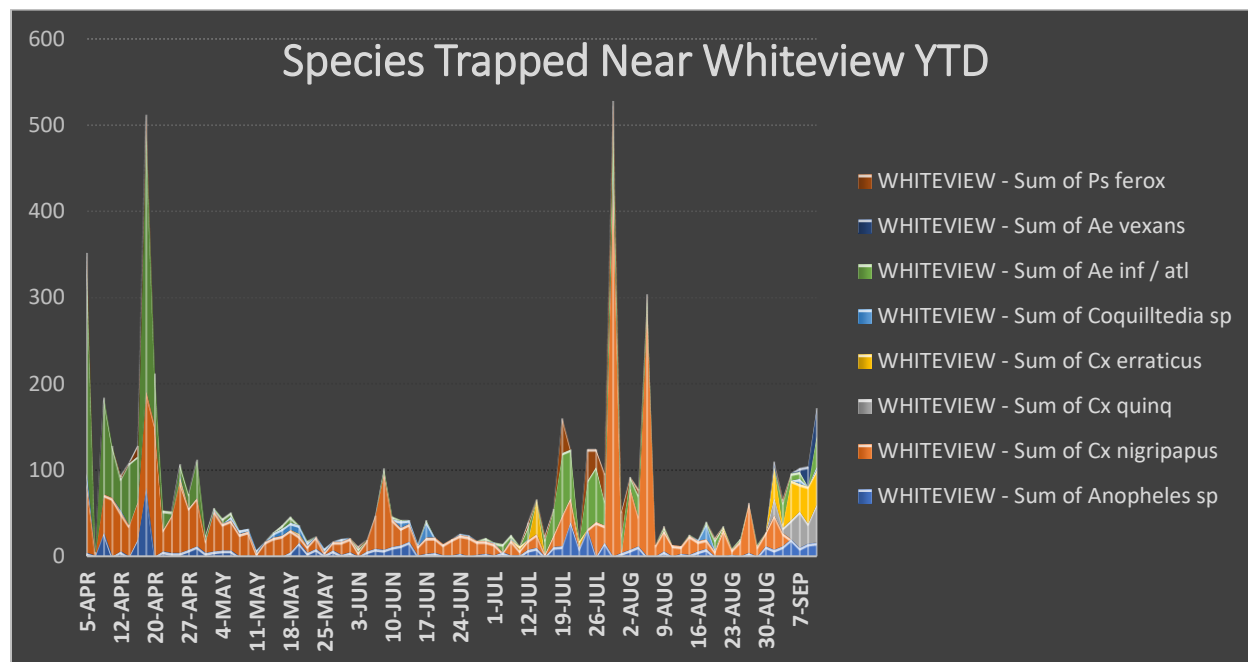 Species Trapped Near Whiteview YTD
600
500
400
300
200
100
0
5-APR
12-APR
20-APR
27-APR
4-MAY
11-MAY
18-MAY
25-MAY
3-JUN
10-JUN
17-JUN
24-JUN
1-JUL
12-JUL
19-JUL
26-JUL
2-AUG
9-AUG
16-AUG
23-AUG
30-AUG
7-SEP
WHITEVIEW - Sum of Ps ferox
WHITEVIEW - Sum of Ae vexans
WHITEVIEW - Sum of Ae inf / atl
WHITEVIEW - Sum of Coquilltedia sp
WHITEVIEW - Sum of Cx erraticus
WHITEVIEW - Sum of Cx quinq
WHITEVIEW - Sum of Cx nigripapus
WHITEVIEW - Sum of Anopheles sp